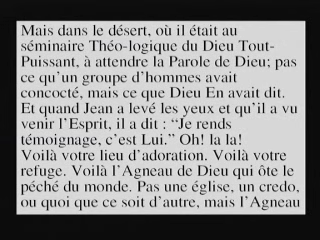 Mais dans le désert, où il était au
séminaire Théo-logique du Dieu Tout-
Puissant, à attendre la Parole de Dieu; pas
ce qu'un groupe d'hommes avait
concocté, mais ce que Dieu En avait dit.
Et quand Jean a levé les yeux et qu'il a vu
venir l'Esprit, il a dit : “Je rends
témoignage, c'est Lui.” Oh! la la!
Voilà votre lieu d'adoration. Voilà votre
refuge. Voilà l'Agneau de Dieu qui ôte le
péché du monde. Pas une église, un credo,
ou quoi que ce soit d'autre, mais l'Agneau